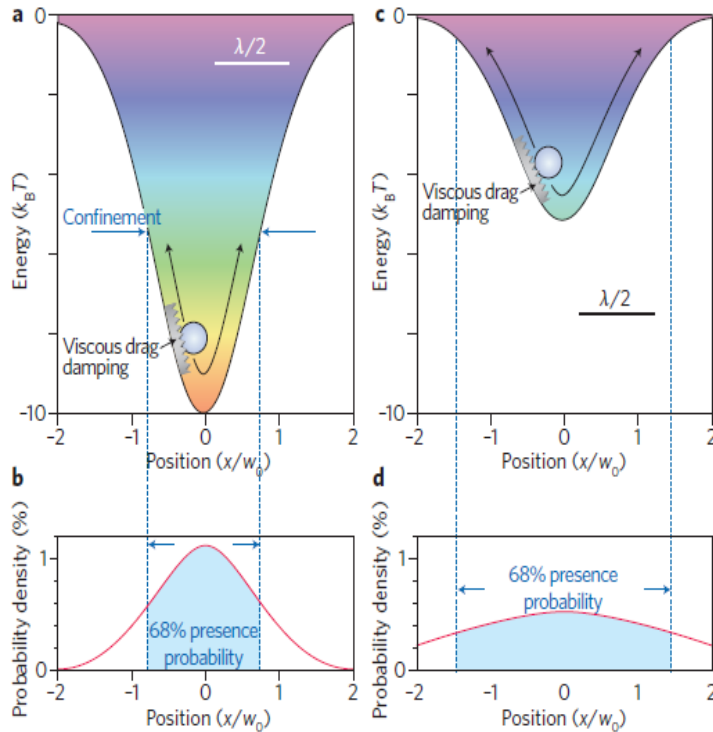 a
0
λ/2
Energy (k_BT)
Confinement
Viscous drag
damping
-10
-2
-1
0
1
2
Position (x/w₀)
b
Probability density (%)
1
0
68% presence
probability
-2
-1
0
1
2
Position (x/w₀)
c
0
Energy (k_BT)
Viscous drag
damping
λ/2
-10
-2
-1
0
1
2
Position (x/w₀)
d
Probability density (%)
1
0
68% presence
probability
-2
-1
0
1
2
Position (x/w₀)